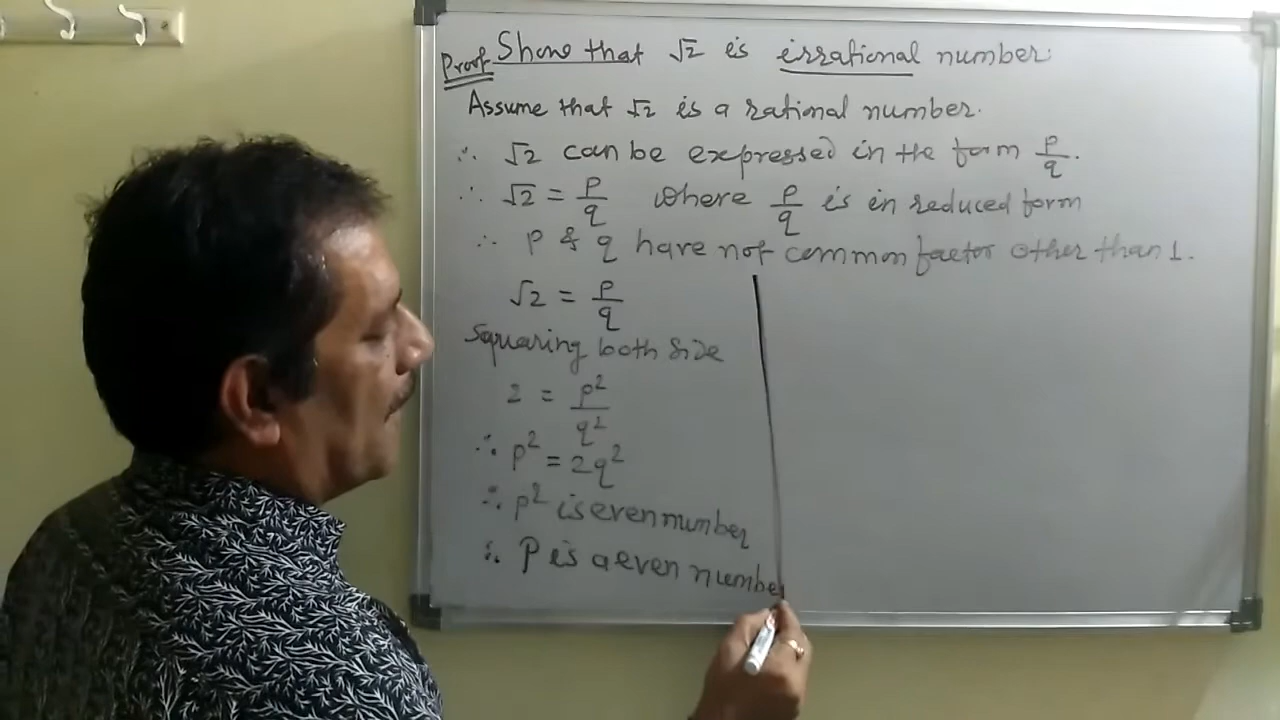 Show that √2 is irrational number.
Proof
Assume that √2 is a rational number.
∴ √2 can be expressed in the form p/q.
∴ √2 = p/q where p/q is in reduced form
∴ p & q have not common factor other than 1.
√2 = p/q
Squaring both size
2 = p²/q²
∴ p² = 2q²
∴ p² is even number
∴ P is a even number